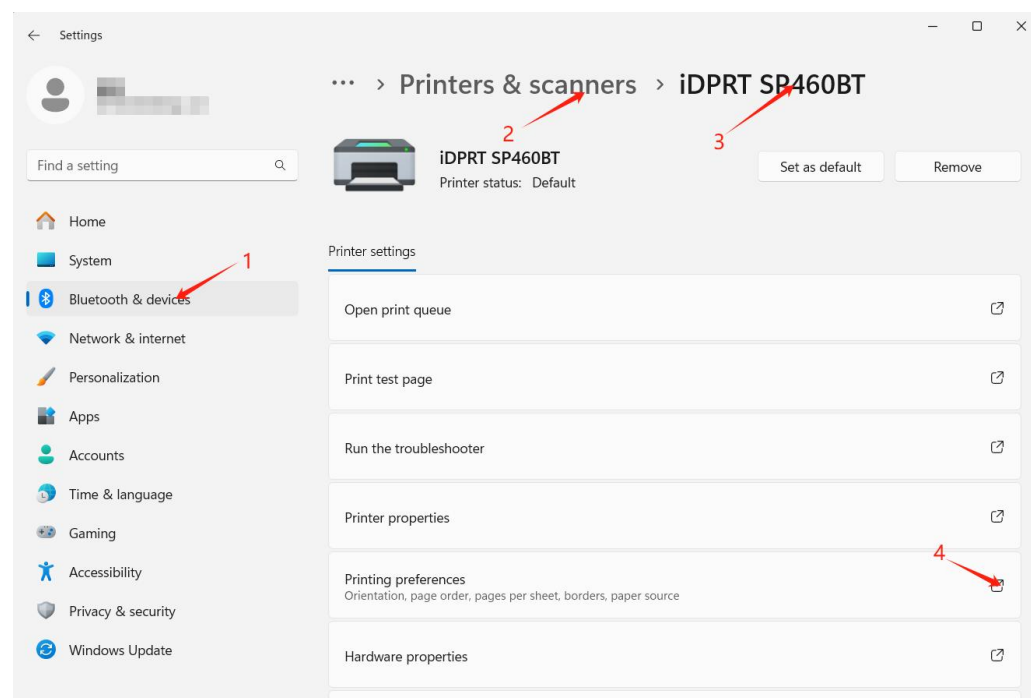 Settings
··· > Printers & scanners > iDPRT SP460BT
2
3
iDPRT SP460BT
Printer status: Default
Set as default
Remove
Find a setting
Home
System
1
Bluetooth & devices
Network & internet
Personalization
Apps
Accounts
Time & language
Gaming
Accessibility
Privacy & security
Windows Update
Printer settings
Open print queue
Print test page
Run the troubleshooter
Printer properties
4
Printing preferences
Orientation, page order, pages per sheet, borders, paper source
Hardware properties